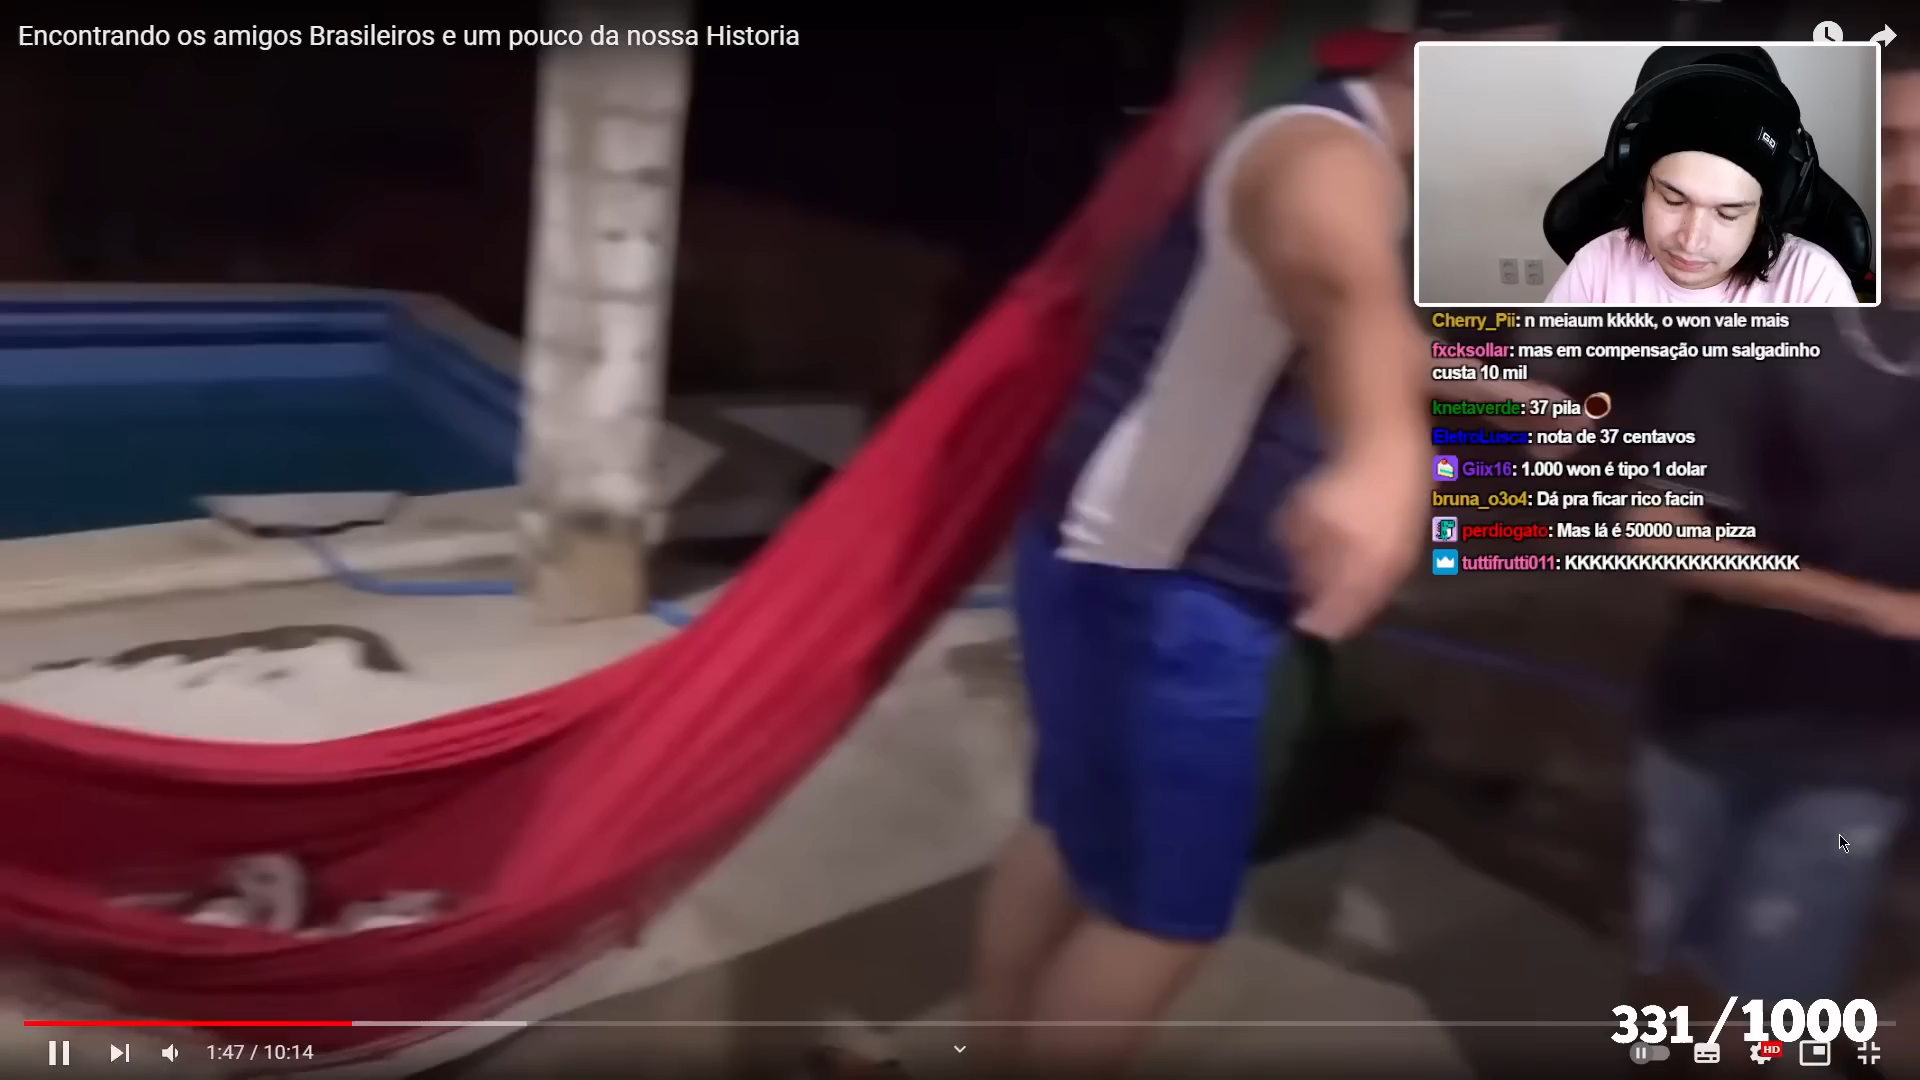 Encontrando os amigos Brasileiros e um pouco da nossa Historia
Cherry_Pii: n meiaum kkkkk, o won vale mais
fxcksollar: mas em compensação um salgadinho
custa 10 mil
knetaverde: 37 pila
EletroLusca: nota de 37 centavos
Giix16: 1.000 won é tipo 1 dolar
bruna_o3o4: Dá pra ficar rico facin
perdiogato: Mas lá é 50000 uma pizza
tuttifrutti011: KKKKKKKKKKKKKKKKKKK
331/1000
1:47 / 10:14
HD